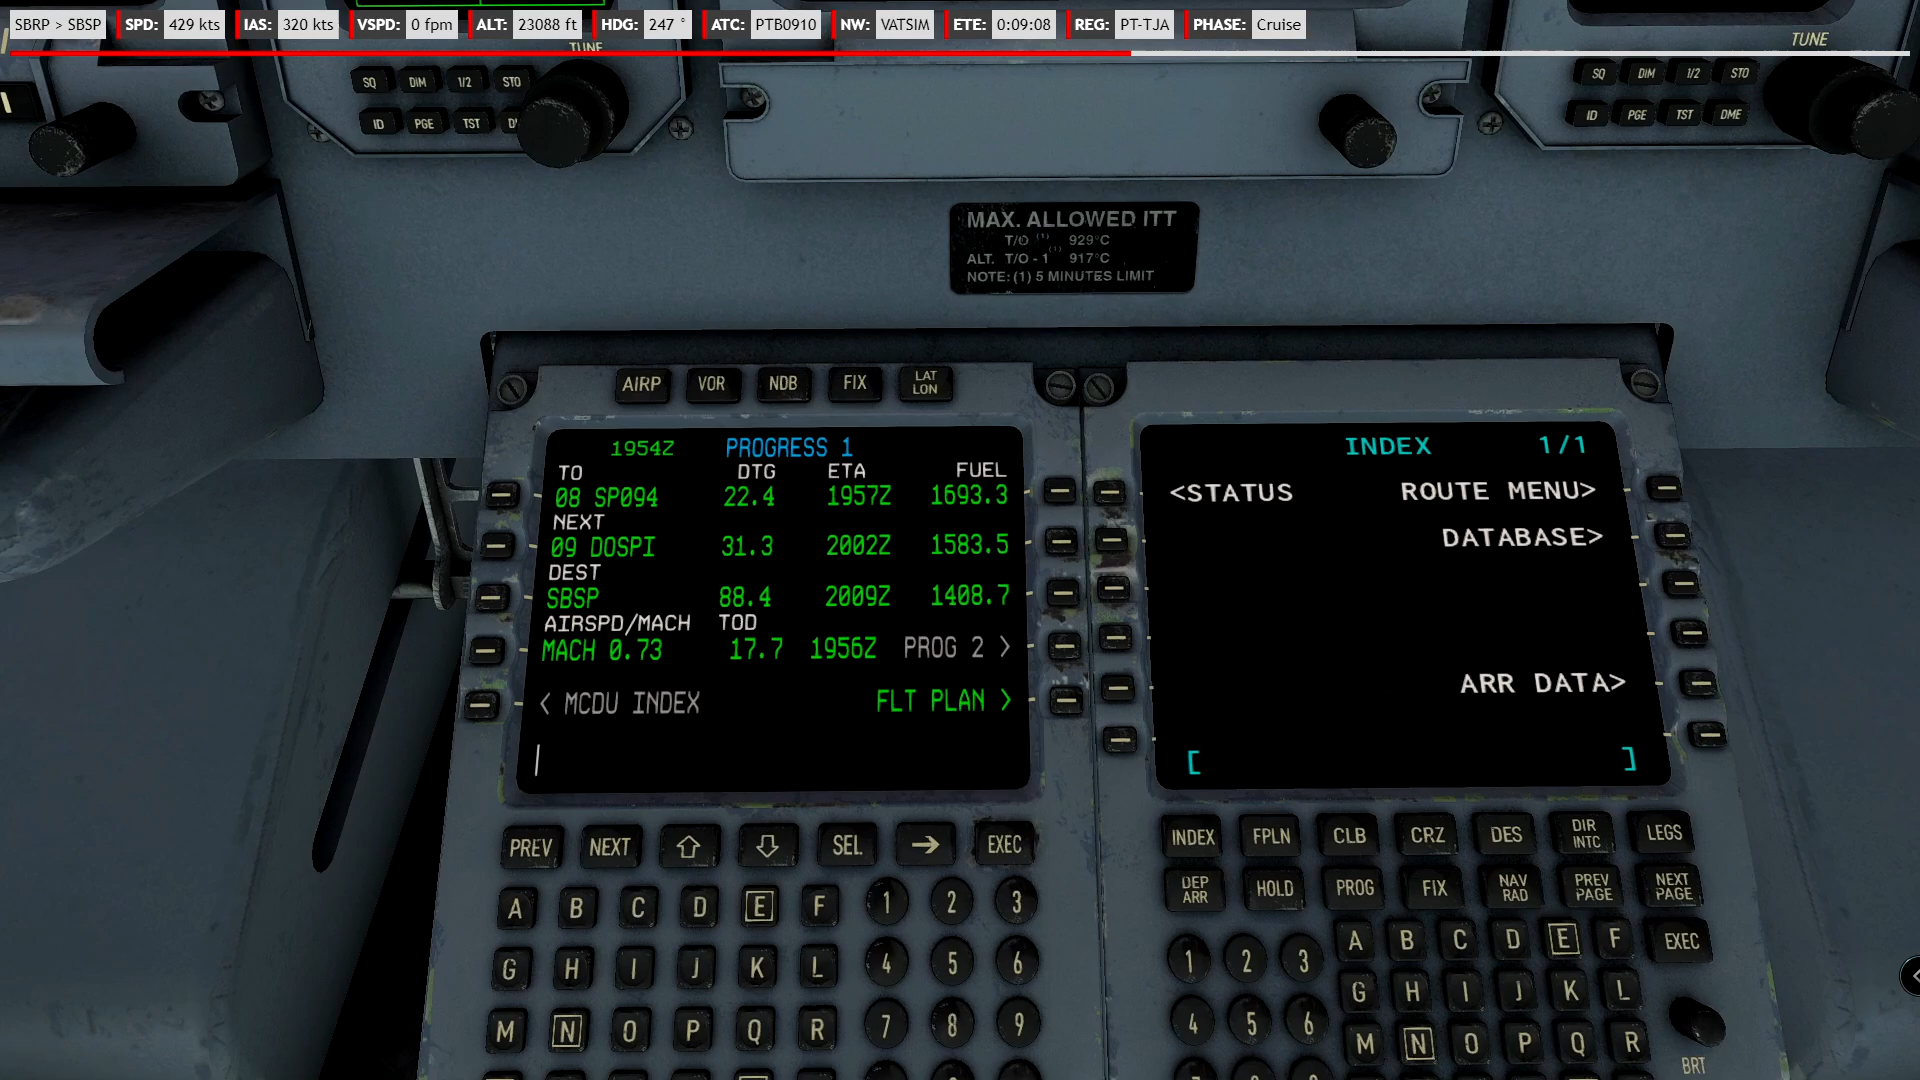 SBRP > SBSP SPD: 429 kts IAS: 320 kts VSPD: 0 fpm ALT: 23088 ft HDG: 247 ° ATC: PTB0910 NW: VATSIM ETE: 0:09:08 REG: PT-TJA PHASE: Cruise
TUNE
TUNE
SQ DIM 1/2 STO
ID PGE TST
SQ DIM 1/2 STO
ID PGE TST DME
MAX. ALLOWED ITT
T/O (1) 929°C
ALT. T/O - 1 (1) 917°C
NOTE: (1) 5 MINUTES LIMIT
AIRP VOR NDB FIX LAT LON
1954Z PROGRESS 1
TO DTG ETA FUEL
08 SP094 22.4 1957Z 1693.3
NEXT
09 DOSPI 31.3 2002Z 1583.5
DEST
SBSP 88.4 2009Z 1408.7
AIRSPD/MACH TOD
MACH 0.73 17.7 1956Z PROG 2 >
< MCDU INDEX FLT PLAN >
INDEX 1/1
<STATUS ROUTE MENU>
DATABASE>
ARR DATA>
[ ]
PREV NEXT ⇧ ⇩ SEL → EXEC
A B C D E F 1 2 3
G H I J K L 4 5 6
M N O P Q R 7 8 9
INDEX FPLN CLB CRZ DES DIR INTC LEGS
DEP ARR HOLD PROG FIX NAV RAD PREV PAGE NEXT PAGE
1 2 3 A B C D E F EXEC
4 5 6 G H I J K L
M N O P Q R
BRT